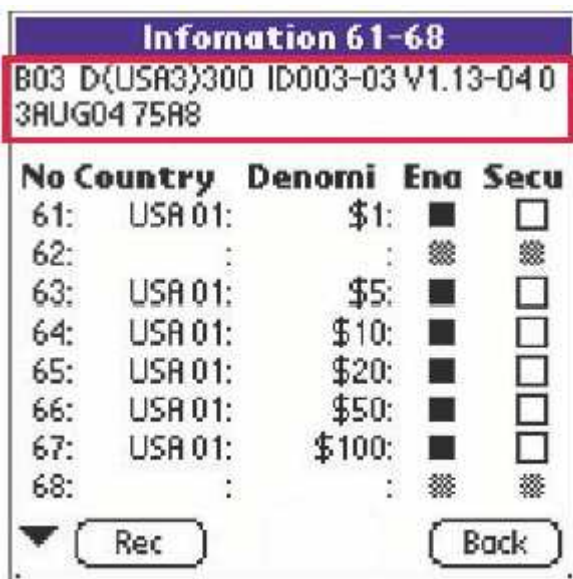 Infomation 61-68
B03 D(USA3)300 ID003-03 V1.13-04 0
3AUG04 75A8
No Country Denomi Ena Secu
61: USA 01: $1:
62: : :
63: USA 01: $5:
64: USA 01: $10:
65: USA 01: $20:
66: USA 01: $50:
67: USA 01: $100:
68: : :
Rec Back